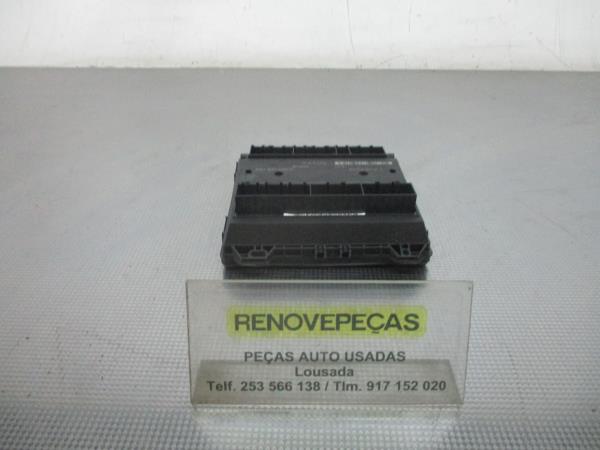 RENOVEPEÇAS
PEÇAS AUTO USADAS
Lousada
Telf. 253 566 138 / Tlm. 917 152 020